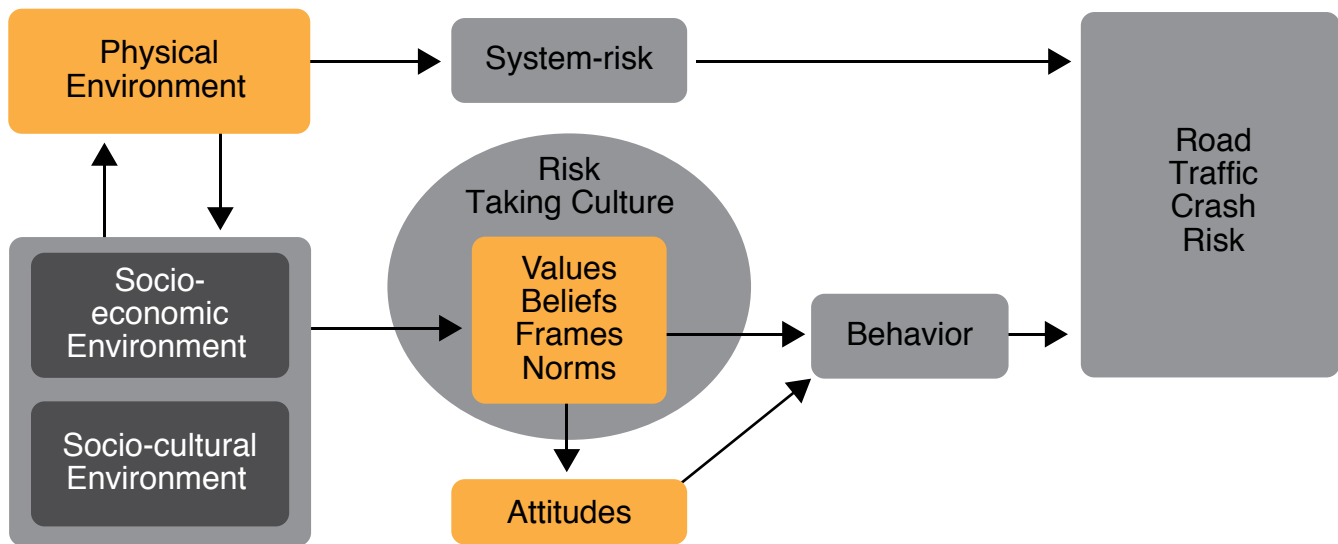 Physical
Environment
System-risk
Road
Traffic
Crash
Risk
Risk
Taking Culture
Values
Beliefs
Frames
Norms
Socio-
economic
Environment
Behavior
Socio-cultural
Environment
Attitudes